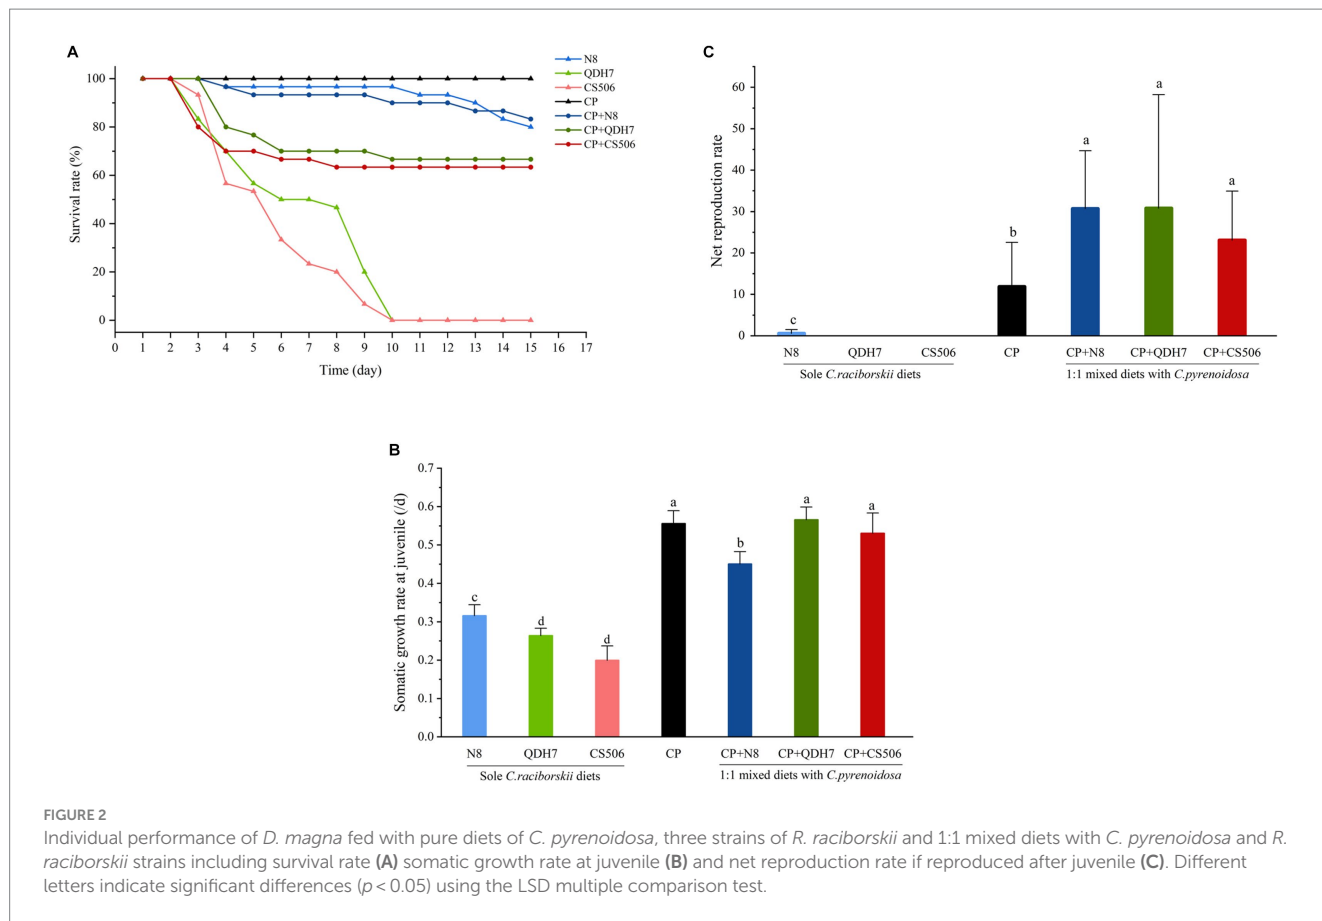 A
N8
QDH7
CS506
CP
CP+N8
CP+QDH7
CP+CS506
Survival rate (%)
100
80
60
40
20
0
0 1 2 3 4 5 6 7 8 9 10 11 12 13 14 15 16 17
Time (day)
C
Net reproduction rate
60
50
40
30
20
10
0
c
b
a
a
a
N8 QDH7 CS506 CP CP+N8 CP+QDH7 CP+CS506
Sole C.raciborskii diets 1:1 mixed diets with C.pyrenoidosa
B
Somatic growth rate at juvenile (/d)
0.7
0.6
0.5
0.4
0.3
0.2
0.1
0.0
c
d
d
a
b
a
a
N8 QDH7 CS506 CP CP+N8 CP+QDH7 CP+CS506
Sole C.raciborskii diets 1:1 mixed diets with C.pyrenoidosa
FIGURE 2
Individual performance of D. magna fed with pure diets of C. pyrenoidosa, three strains of R. raciborskii and 1:1 mixed diets with C. pyrenoidosa and R.
raciborskii strains including survival rate (A) somatic growth rate at juvenile (B) and net reproduction rate if reproduced after juvenile (C). Different
letters indicate significant differences (p < 0.05) using the LSD multiple comparison test.